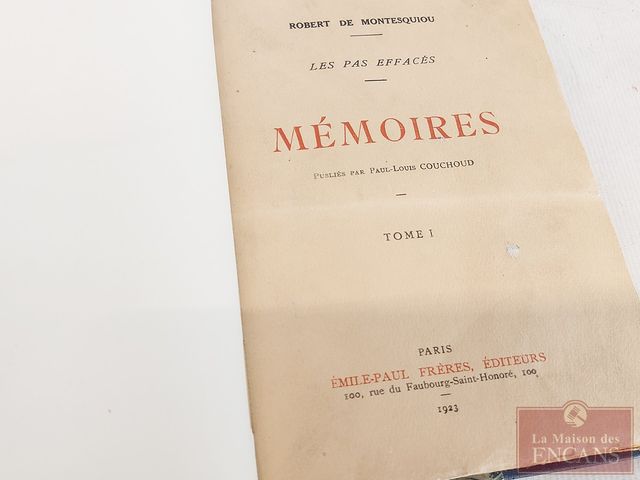 ROBERT DE MONTESQUIOU
LES PAS EFFACÉS
MÉMOIRES
PUBLIÉS PAR PAUL-LOUIS COUCHOUD
TOME I
PARIS
ÉMILE-PAUL FRÈRES, ÉDITEURS
100, rue du Faubourg-Saint-Honoré, 100
1923
La Maison des
ENCANS